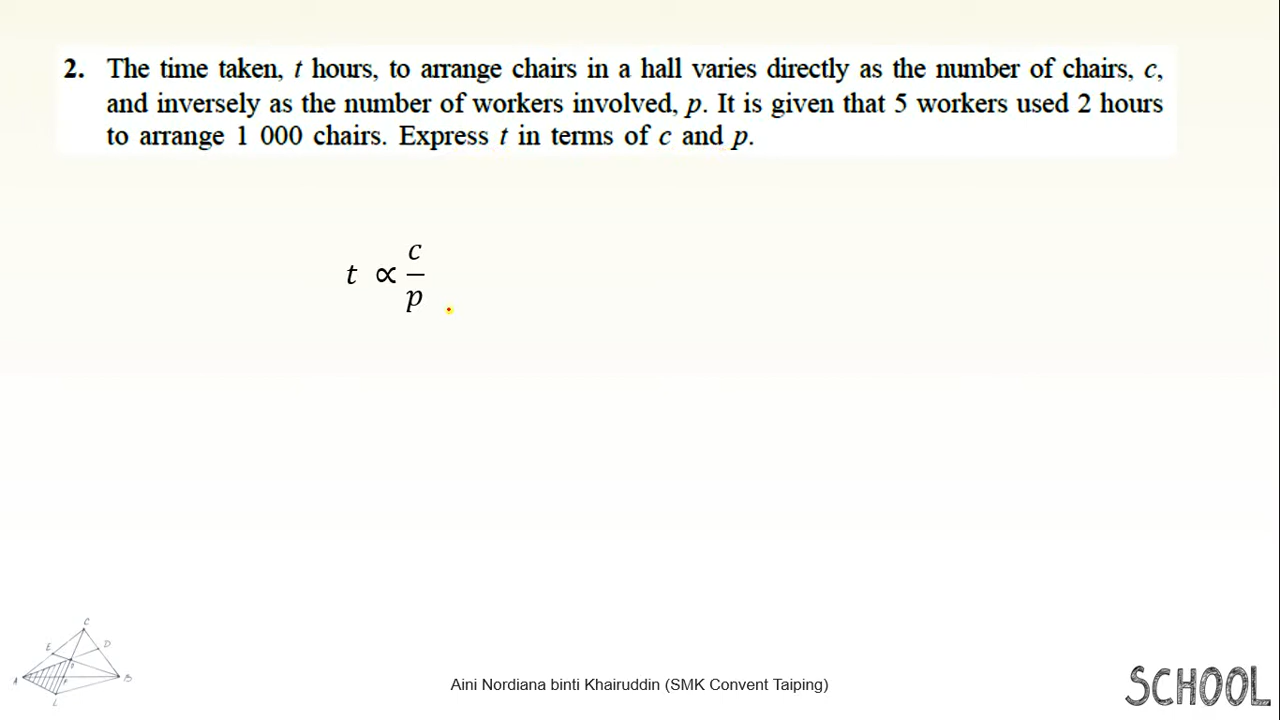 2. The time taken, t hours, to arrange chairs in a hall varies directly as the number of chairs, c,
and inversely as the number of workers involved, p. It is given that 5 workers used 2 hours
to arrange 1 000 chairs. Express t in terms of c and p.
t ∝ c/p
C
E
D
A
B
L
Aini Nordiana binti Khairuddin (SMK Convent Taiping)
SCHOOL